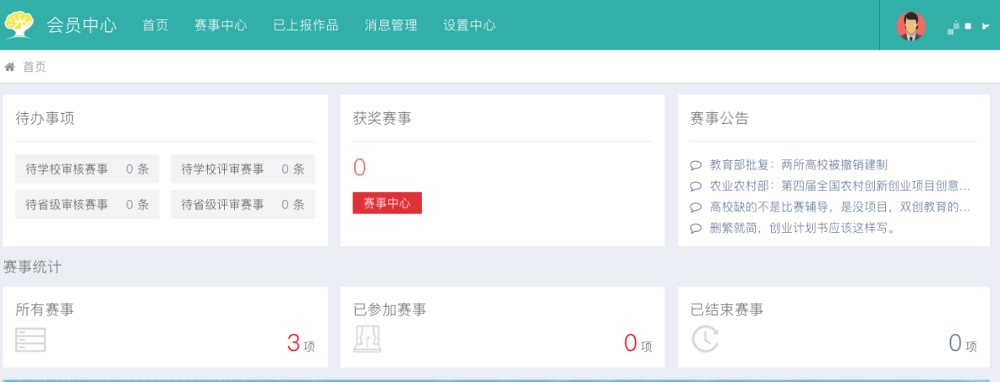 会员中心 首页 赛事中心 已上报作品 消息管理 设置中心
首页
待办事项
待学校审核赛事 0 条 待学校评审赛事 0 条
待省级审核赛事 0 条 待省级评审赛事 0 条
获奖赛事
0
赛事中心
赛事公告
教育部批复：两所高校被撤销建制
农业农村部：第四届全国农村创新创业项目创意...
高校缺的不是比赛辅导，是没项目，双创教育的...
删繁就简，创业计划书应该这样写。
赛事统计
所有赛事
3 项
已参加赛事
0 项
已结束赛事
0 项